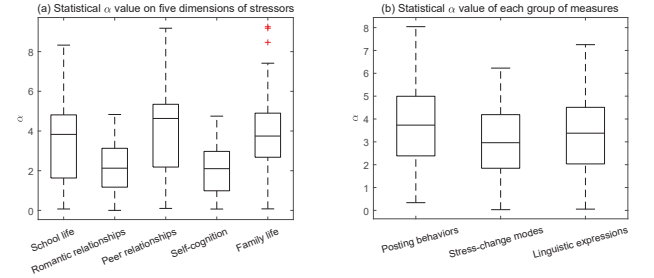 (a) Statistical α value on five dimensions of stressors
8
6
4
2
0
α
School life
Romantic relationships
Peer relationships
Self-cognition
Family life
(b) Statistical α value of each group of measures
8
7
6
5
4
3
2
1
0
α
Posting behaviors
Stress-change modes
Linguistic expressions